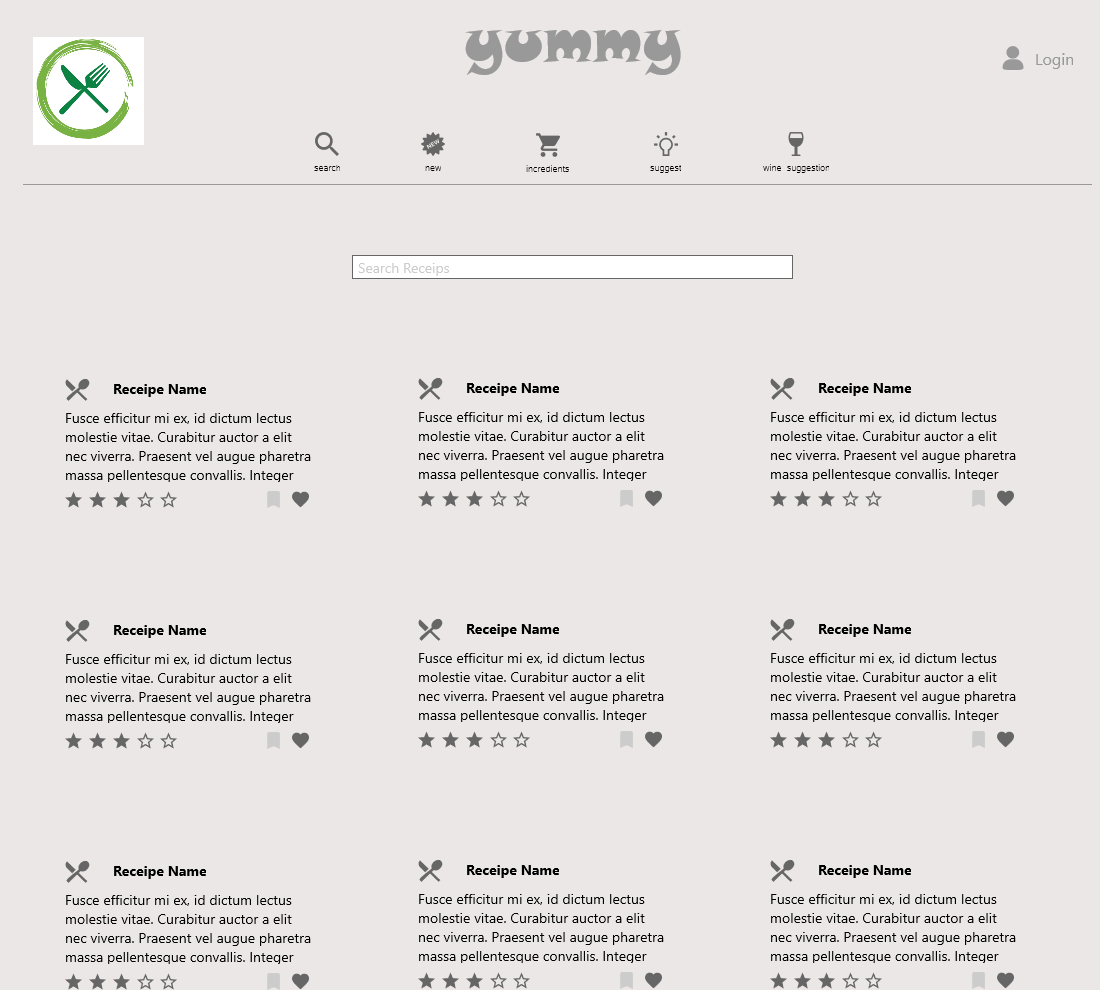 yummy
Login
search
new
incredients
suggest
wine suggestion
Search Receips
Receipe Name
Fusce efficitur mi ex, id dictum lectus
molestie vitae. Curabitur auctor a elit
nec viverra. Praesent vel augue pharetra
massa pellentesque convallis. Integer
Receipe Name
Fusce efficitur mi ex, id dictum lectus
molestie vitae. Curabitur auctor a elit
nec viverra. Praesent vel augue pharetra
massa pellentesque convallis. Integer
Receipe Name
Fusce efficitur mi ex, id dictum lectus
molestie vitae. Curabitur auctor a elit
nec viverra. Praesent vel augue pharetra
massa pellentesque convallis. Integer
Receipe Name
Fusce efficitur mi ex, id dictum lectus
molestie vitae. Curabitur auctor a elit
nec viverra. Praesent vel augue pharetra
massa pellentesque convallis. Integer
Receipe Name
Fusce efficitur mi ex, id dictum lectus
molestie vitae. Curabitur auctor a elit
nec viverra. Praesent vel augue pharetra
massa pellentesque convallis. Integer
Receipe Name
Fusce efficitur mi ex, id dictum lectus
molestie vitae. Curabitur auctor a elit
nec viverra. Praesent vel augue pharetra
massa pellentesque convallis. Integer
Receipe Name
Fusce efficitur mi ex, id dictum lectus
molestie vitae. Curabitur auctor a elit
nec viverra. Praesent vel augue pharetra
massa pellentesque convallis. Integer
Receipe Name
Fusce efficitur mi ex, id dictum lectus
molestie vitae. Curabitur auctor a elit
nec viverra. Praesent vel augue pharetra
massa pellentesque convallis. Integer
Receipe Name
Fusce efficitur mi ex, id dictum lectus
molestie vitae. Curabitur auctor a elit
nec viverra. Praesent vel augue pharetra
massa pellentesque convallis. Integer